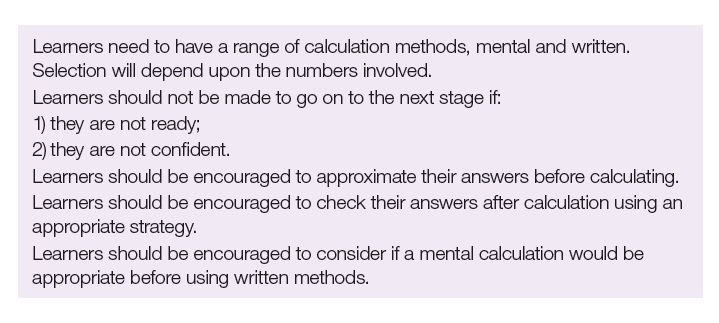 Learners need to have a range of calculation methods, mental and written.
Selection will depend upon the numbers involved.
Learners should not be made to go on to the next stage if:
1) they are not ready;
2) they are not confident.
Learners should be encouraged to approximate their answers before calculating.
Learners should be encouraged to check their answers after calculation using an
appropriate strategy.
Learners should be encouraged to consider if a mental calculation would be
appropriate before using written methods.